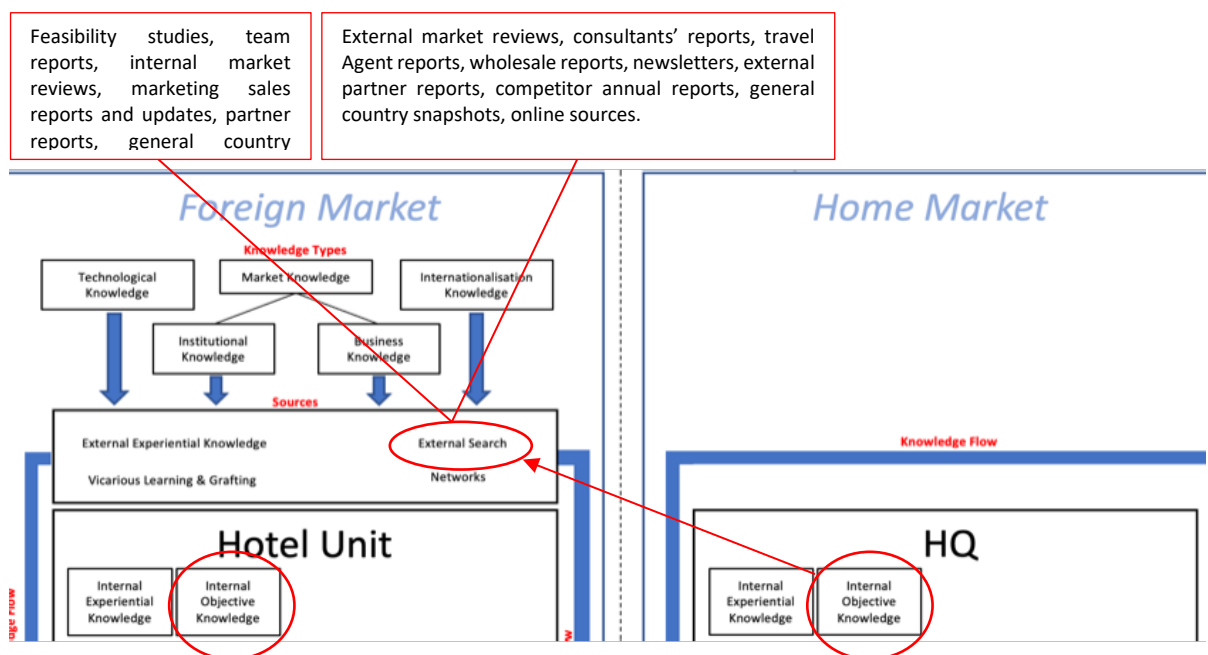 Feasibility studies, team
reports, internal market
reviews, marketing sales
reports and updates, partner
reports, general country
External market reviews, consultants’ reports, travel
Agent reports, wholesale reports, newsletters, external
partner reports, competitor annual reports, general
country snapshots, online sources.
Foreign Market
Knowledge Types
Technological
Knowledge
Market Knowledge
Internationalisation
Knowledge
Institutional
Knowledge
Business
Knowledge
Sources
External Experiential Knowledge
External Search
Vicarious Learning & Grafting
Networks
Hotel Unit
Internal
Experiential
Knowledge
Internal
Objective
Knowledge
Home Market
Knowledge Flow
HQ
Internal
Experiential
Knowledge
Internal
Objective
Knowledge